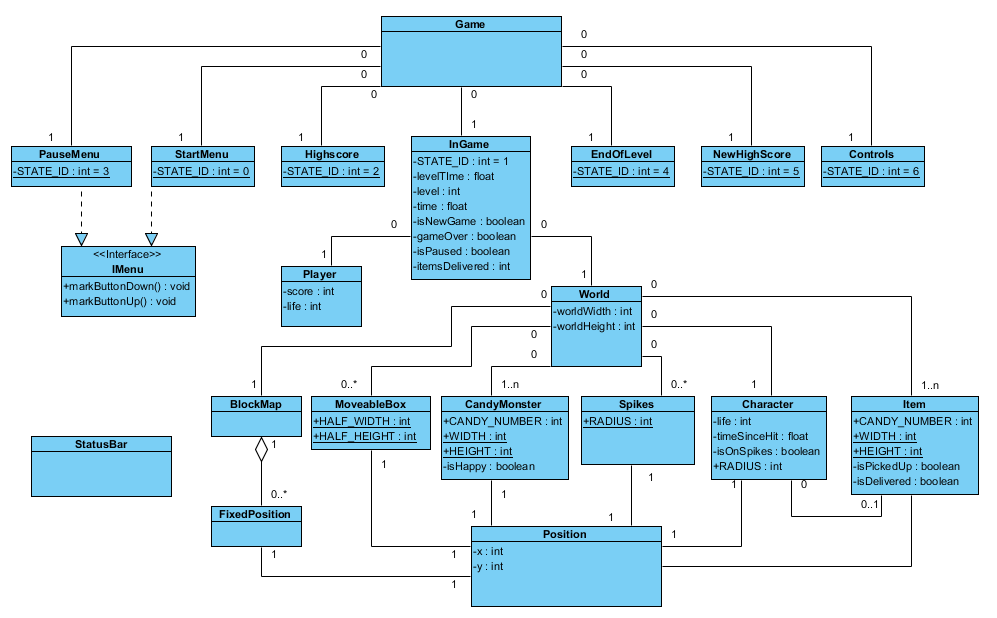 Game
0
0
0
0
0
0
0
0
1
1
1
1
1
1
1
PauseMenu
-STATE_ID : int = 3
StartMenu
-STATE_ID : int = 0
Highscore
-STATE_ID : int = 2
InGame
-STATE_ID : int = 1
-levelTIme : float
-level : int
-time : float
-isNewGame : boolean
-gameOver : boolean
-isPaused : boolean
-itemsDelivered : int
EndOfLevel
-STATE_ID : int = 4
NewHighScore
-STATE_ID : int = 5
Controls
-STATE_ID : int = 6
0
0
1
1
<<Interface>>
IMenu
+markButtonDown() : void
+markButtonUp() : void
Player
-score : int
-life : int
World
-worldWidth : int
-worldHeight : int
0
0
0
0
0
0
1
0..*
1..n
0..*
1
1..n
BlockMap
MoveableBox
+HALF_WIDTH : int
+HALF_HEIGHT : int
CandyMonster
+CANDY_NUMBER : int
+WIDTH : int
+HEIGHT : int
-isHappy : boolean
Spikes
+RADIUS : int
Character
-life : int
-timeSinceHit : float
-isOnSpikes : boolean
+RADIUS : int
Item
+CANDY_NUMBER : int
+WIDTH : int
+HEIGHT : int
-isPickedUp : boolean
-isDelivered : boolean
StatusBar
1
0..*
1
1
1
1
0
0..1
FixedPosition
1
1
1
1
1
1
Position
-x : int
-y : int